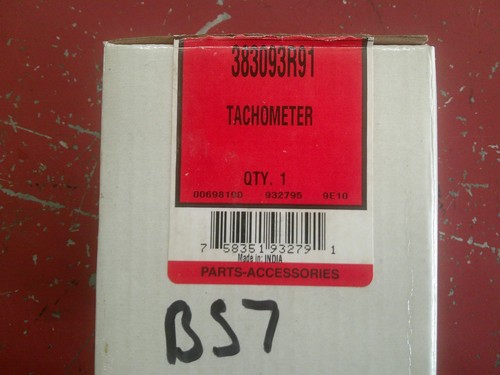 383093R91
TACHOMETER
QTY. 1
00698100 932795 9E10
7 58351 93279 1
Made in: INDIA
PARTS-ACCESSORIES
BS7